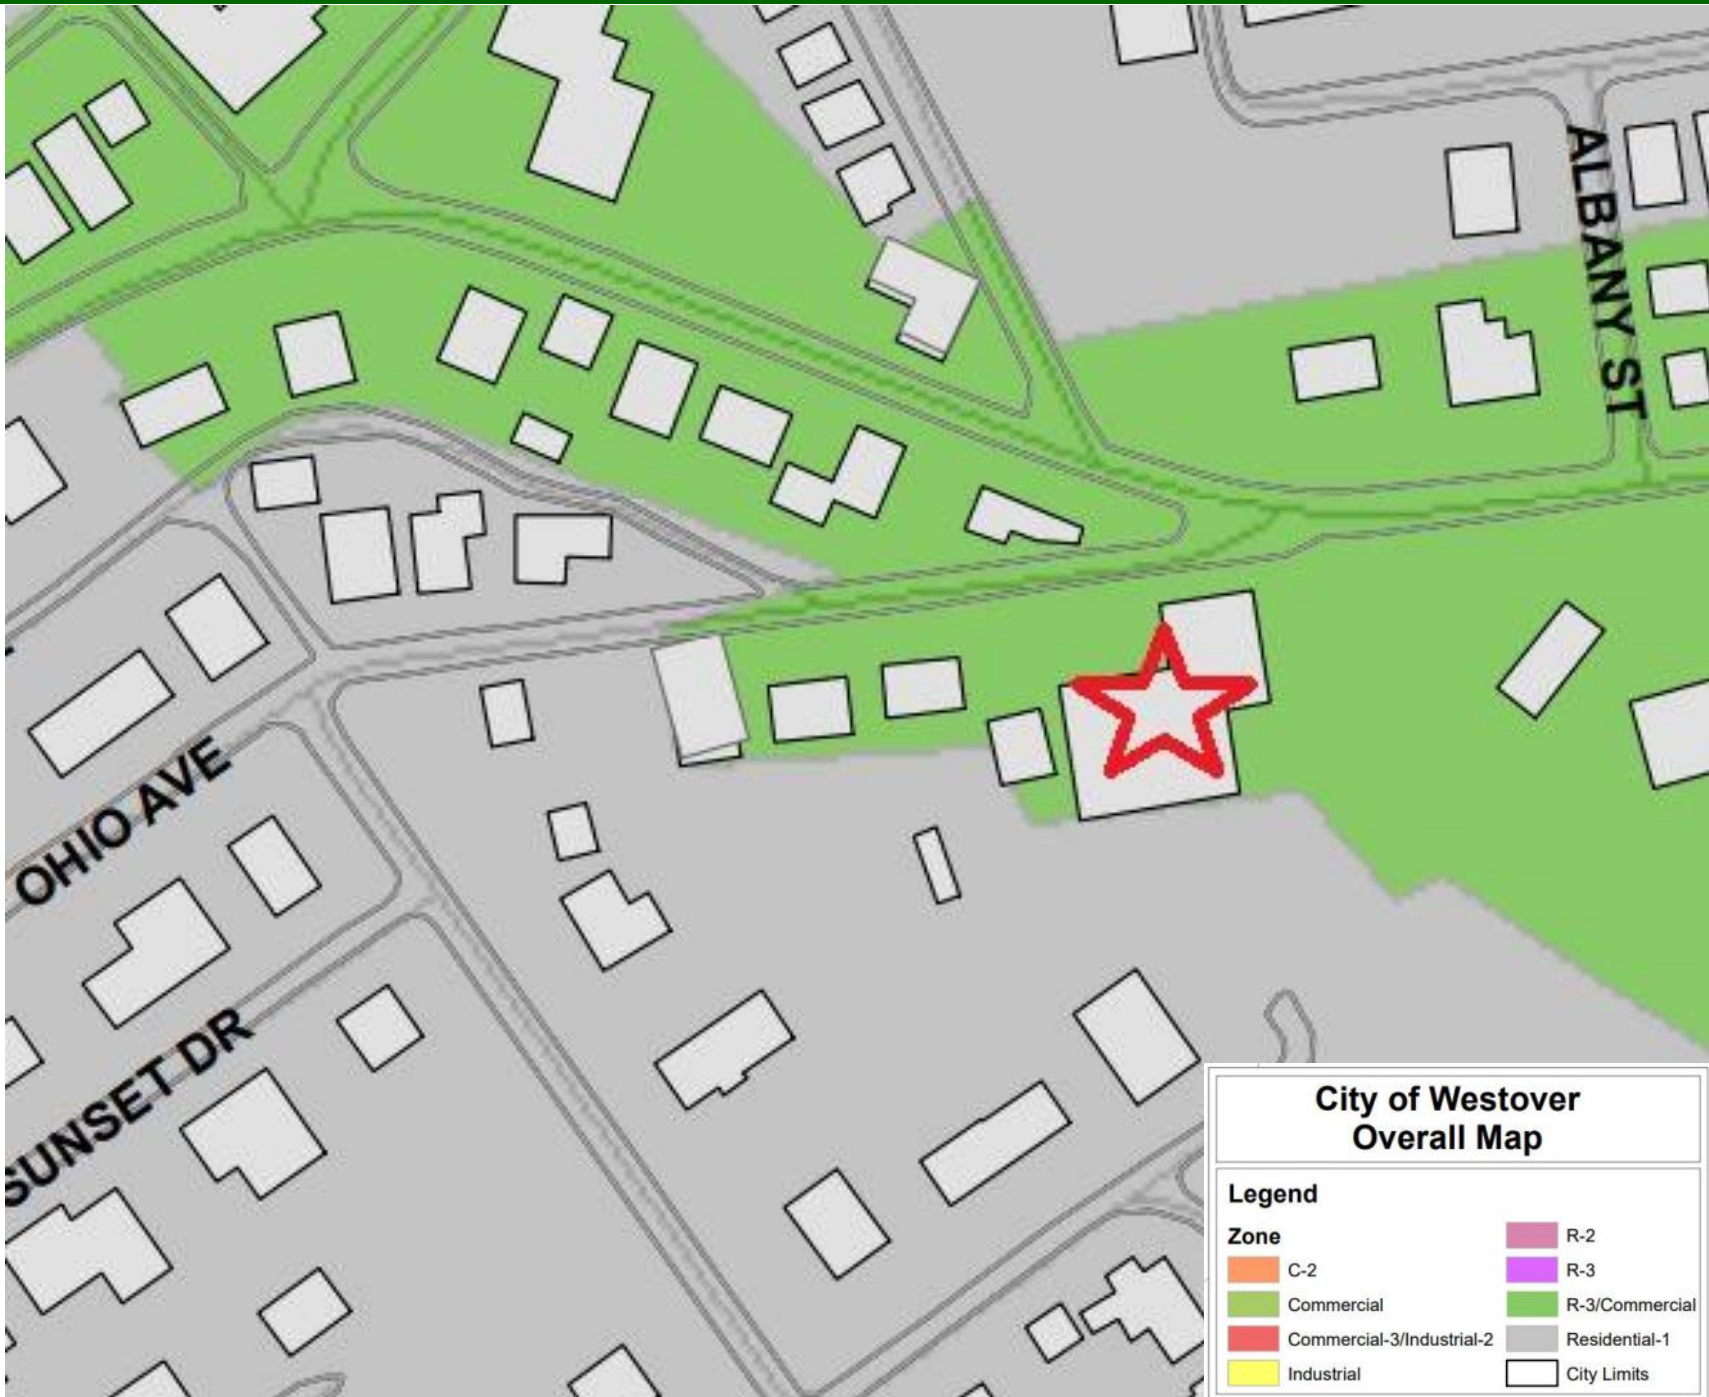 ALBANY ST
OHIO AVE
SUNSET DR
City of Westover
Overall Map
Legend
Zone
C-2
Commercial
Commercial-3/Industrial-2
Industrial
R-2
R-3
R-3/Commercial
Residential-1
City Limits